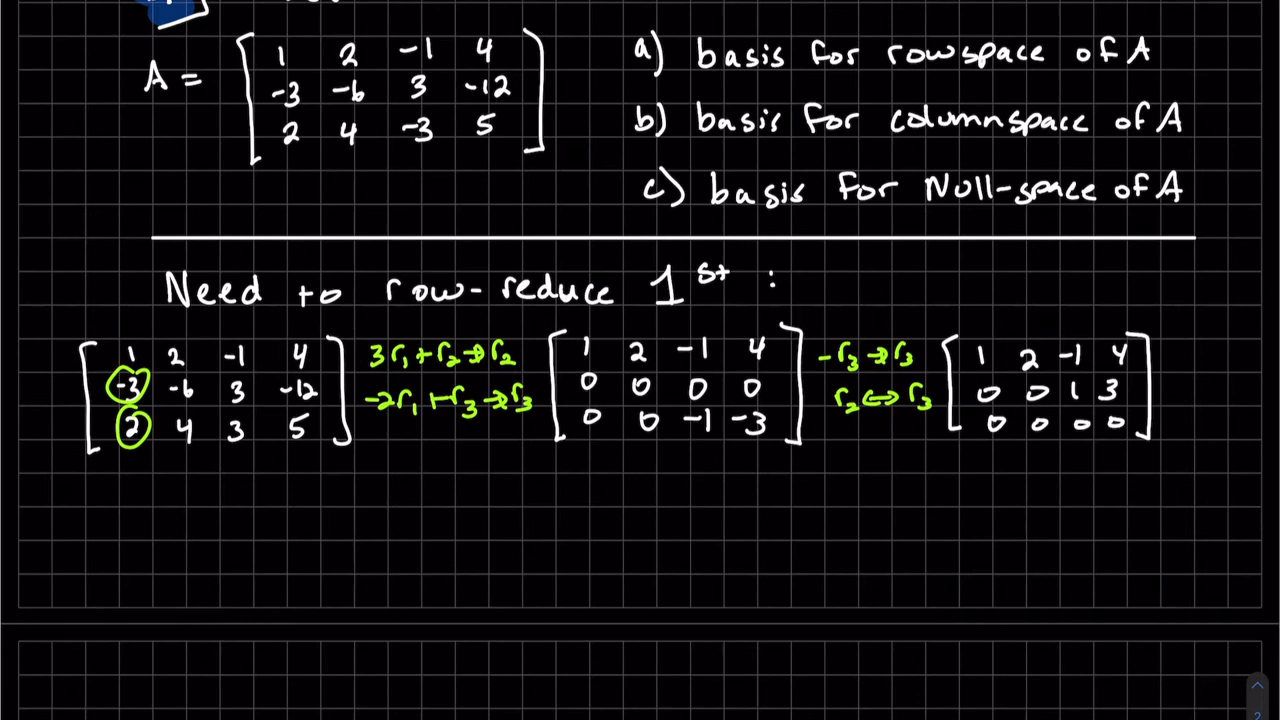 A = [ 1 2 -1 4
-3 -6 3 -12
2 4 -3 5 ]
a) basis for rowspace of A
b) basis for columnspace of A
c) basis for Null-space of A
Need to row-reduce 1st :
[ 1 2 -1 4
-3 -6 3 -12
2 4 3 5 ]
3r₁+r₂→r₂
-2r₁+r₃→r₃
[ 1 2 -1 4
0 0 0 0
0 0 -1 -3 ]
-r₃→r₃
r₂↔r₃
[ 1 2 -1 4
0 0 1 3
0 0 0 0 ]
2